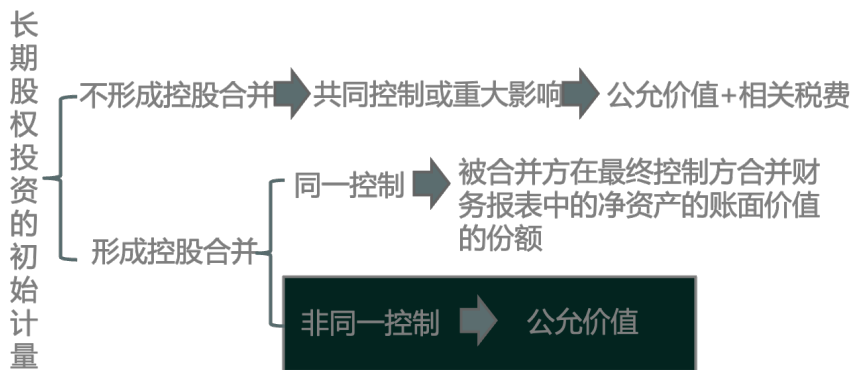 长期股权投资的初始计量
不形成控股合并 共同控制或重大影响 公允价值+相关税费
形成控股合并
同一控制 被合并方在最终控制方合并财
务报表中的净资产的账面价值
的份额
非同一控制 公允价值